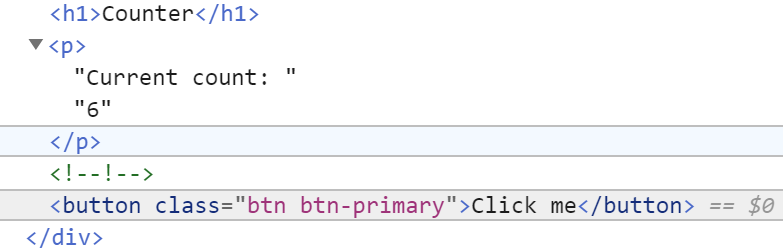 <h1>Counter</h1>
<p>
"Current count: "
"6"
</p>
<!--!-->
<button class="btn btn-primary">Click me</button> == $0
</div>